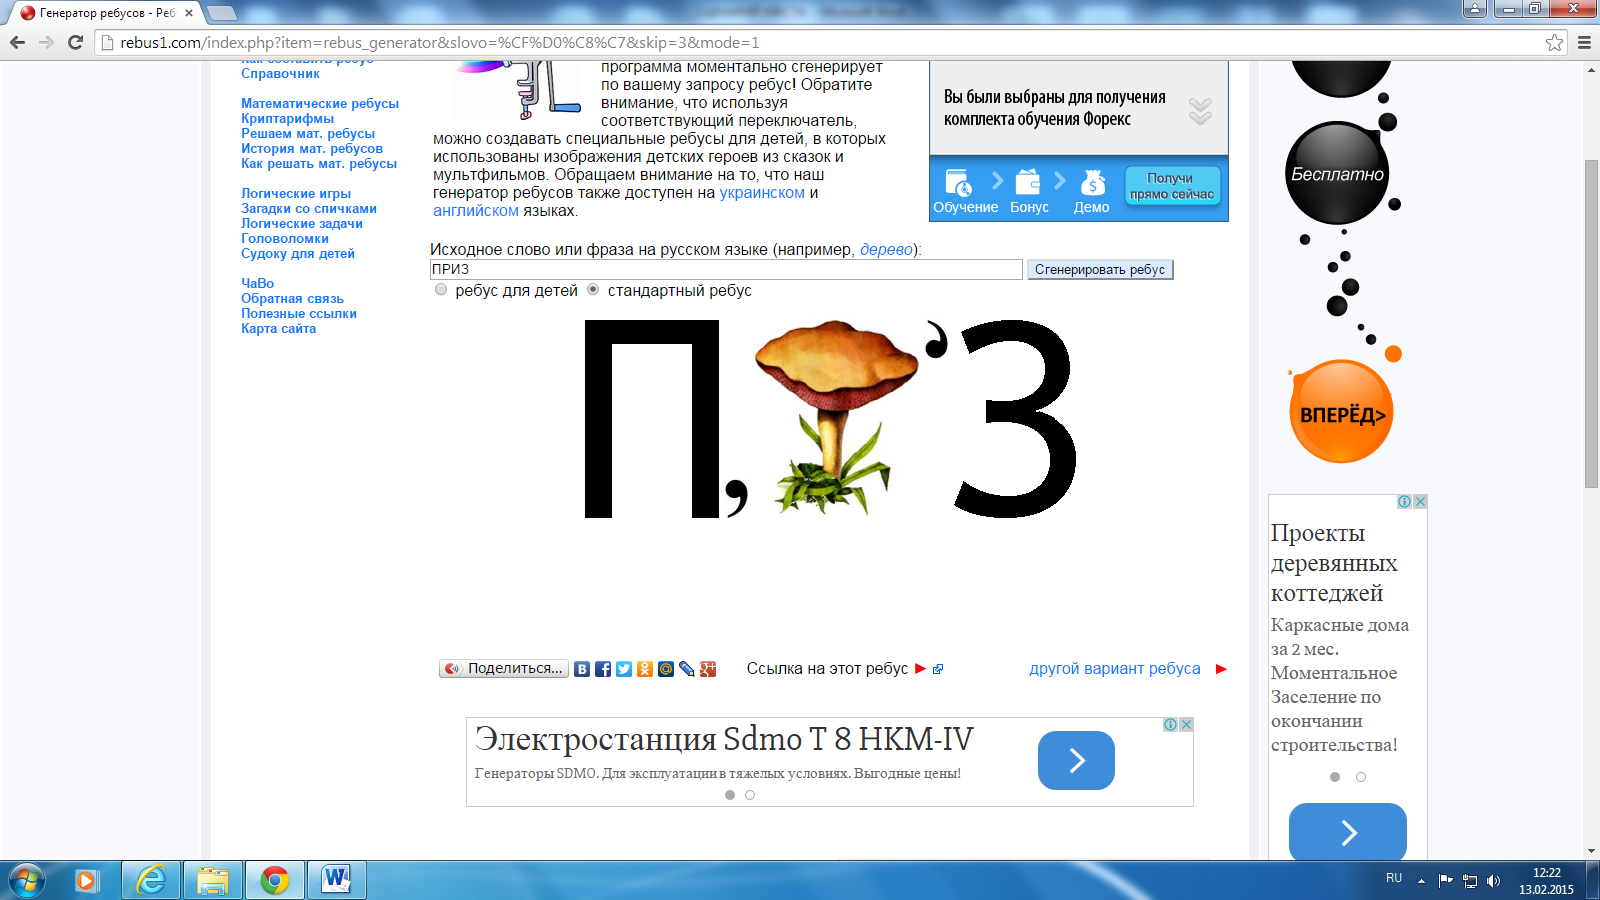 Генератор ребусов - Реб
rebus1.com/index.php?item=rebus_generator&slovo=%CF%D0%C8%C7&skip=3&mode=1
Справочник
Математические ребусы
Криптарифмы
Решаем мат. ребусы
История мат. ребусов
Как решать мат. ребусы
Логические игры
Загадки со спичками
Логические задачи
Головоломки
Судоку для детей
ЧаВо
Обратная связь
Полезные ссылки
Карта сайта
программа моментально сгенерирует
по вашему запросу ребус! Обратите
внимание, что используя
соответствующий переключатель,
можно создавать специальные ребусы для детей, в которых
использованы изображения детских героев из сказок и
мультфильмов. Обращаем внимание на то, что наш
генератор ребусов также доступен на украинском и
английском языках.
Вы были выбраны для получения
комплекта обучения Форекс
Обучение
Бонус
Демо
Получи
прямо сейчас
Исходное слово или фраза на русском языке (например, дерево):
ПРИЗ
Сгенерировать ребус
ребус для детей стандартный ребус
П, ’ З
Поделиться...
Ссылка на этот ребус
другой вариант ребуса
Электростанция Sdmo T 8 HKM-IV
Генераторы SDMO. Для эксплуатации в тяжелых условиях. Выгодные цены!
Бесплатно
ВПЕРЁД>
Проекты
деревянных
коттеджей
Каркасные дома
за 2 мес.
Моментальное
Заселение по
окончании
строительства!
RU
12:22
13.02.2015